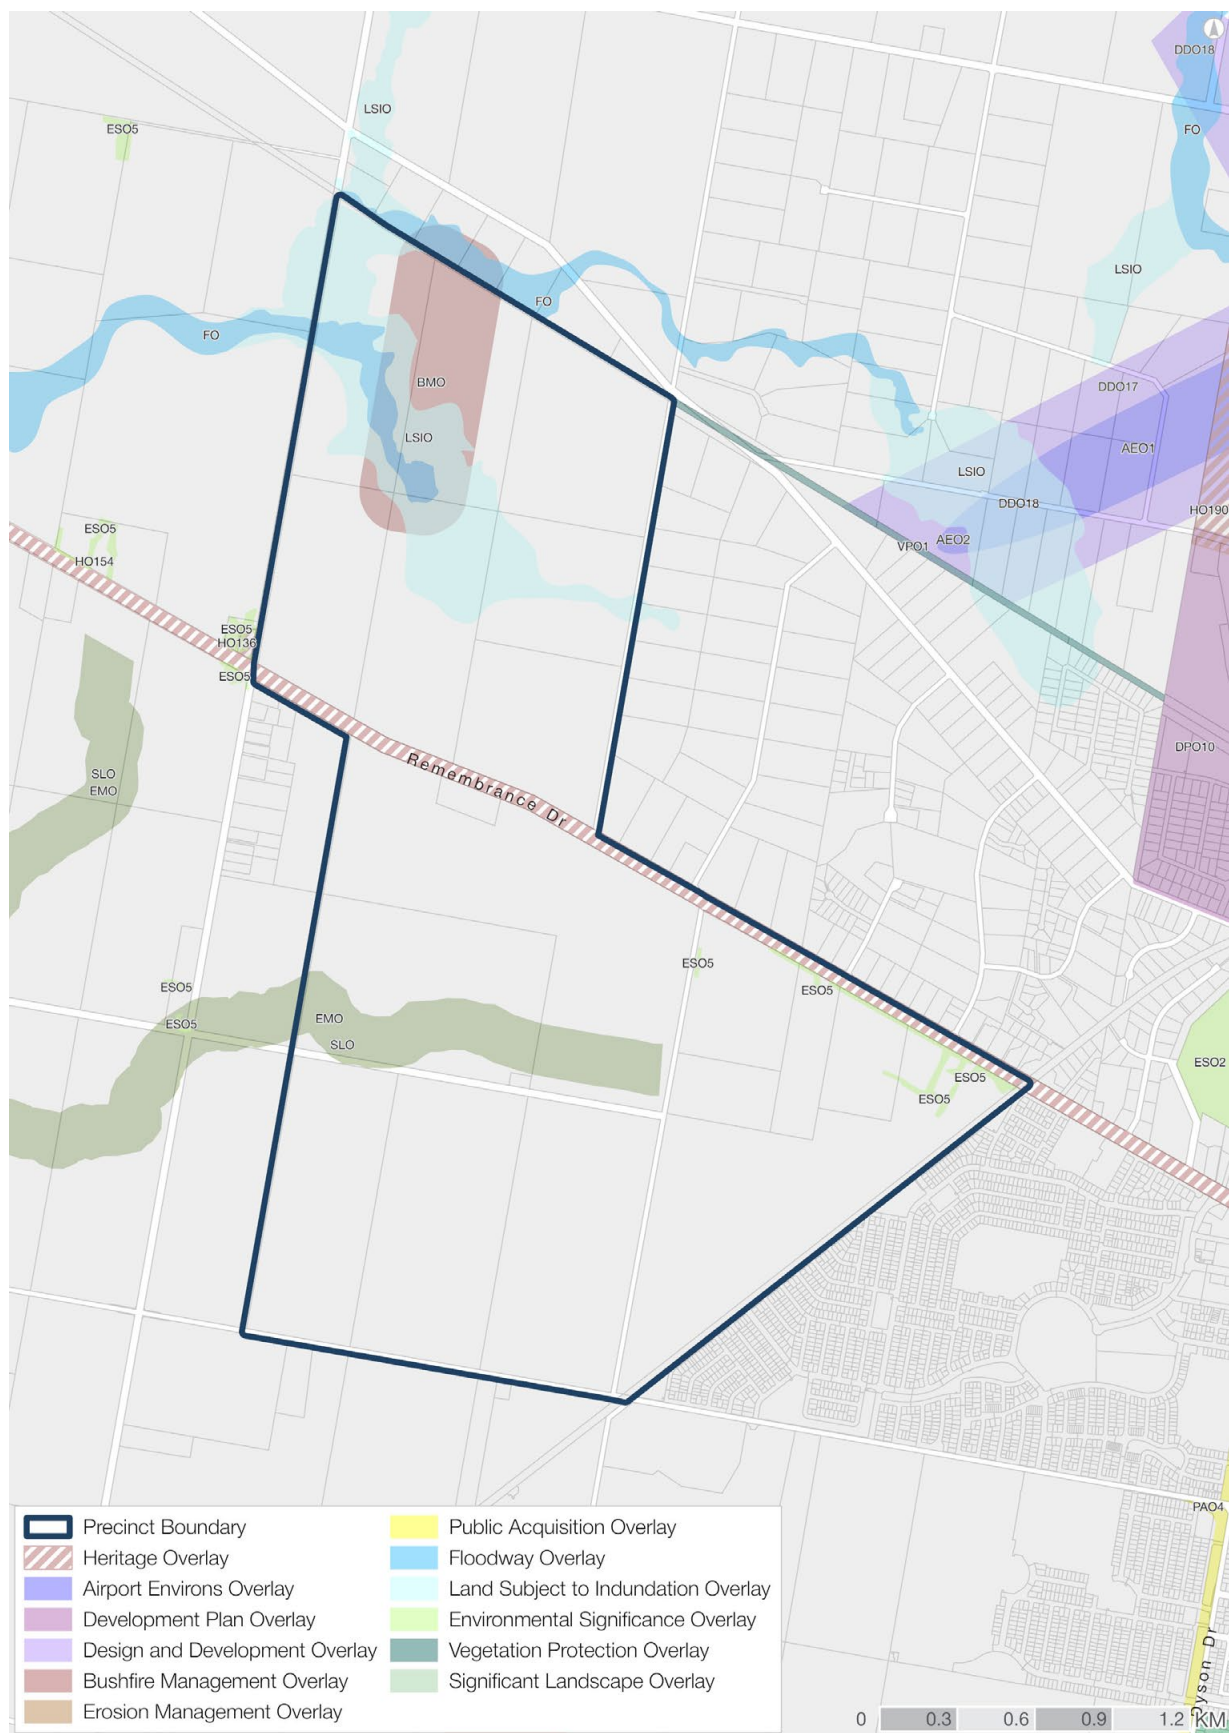 DDO18
LSIO
ESO5
FO
LSIO
FO
FO
BMO
DDO17
LSIO
AEO1
LSIO
DDO18
HO190
ESO5
AEO2
VPO1
HO154
ESO5
HO136
ESO5
DPO10
Remembrance Dr
SLO
EMO
ESO5
ESO5
ESO5
EMO
ESO5
SLO
ESO2
ESO5
ESO5
PAO4
Dyson Dr
Precinct Boundary
Heritage Overlay
Airport Environs Overlay
Development Plan Overlay
Design and Development Overlay
Bushfire Management Overlay
Erosion Management Overlay
Public Acquisition Overlay
Floodway Overlay
Land Subject to Indundation Overlay
Environmental Significance Overlay
Vegetation Protection Overlay
Significant Landscape Overlay
0 0.3 0.6 0.9 1.2 KM